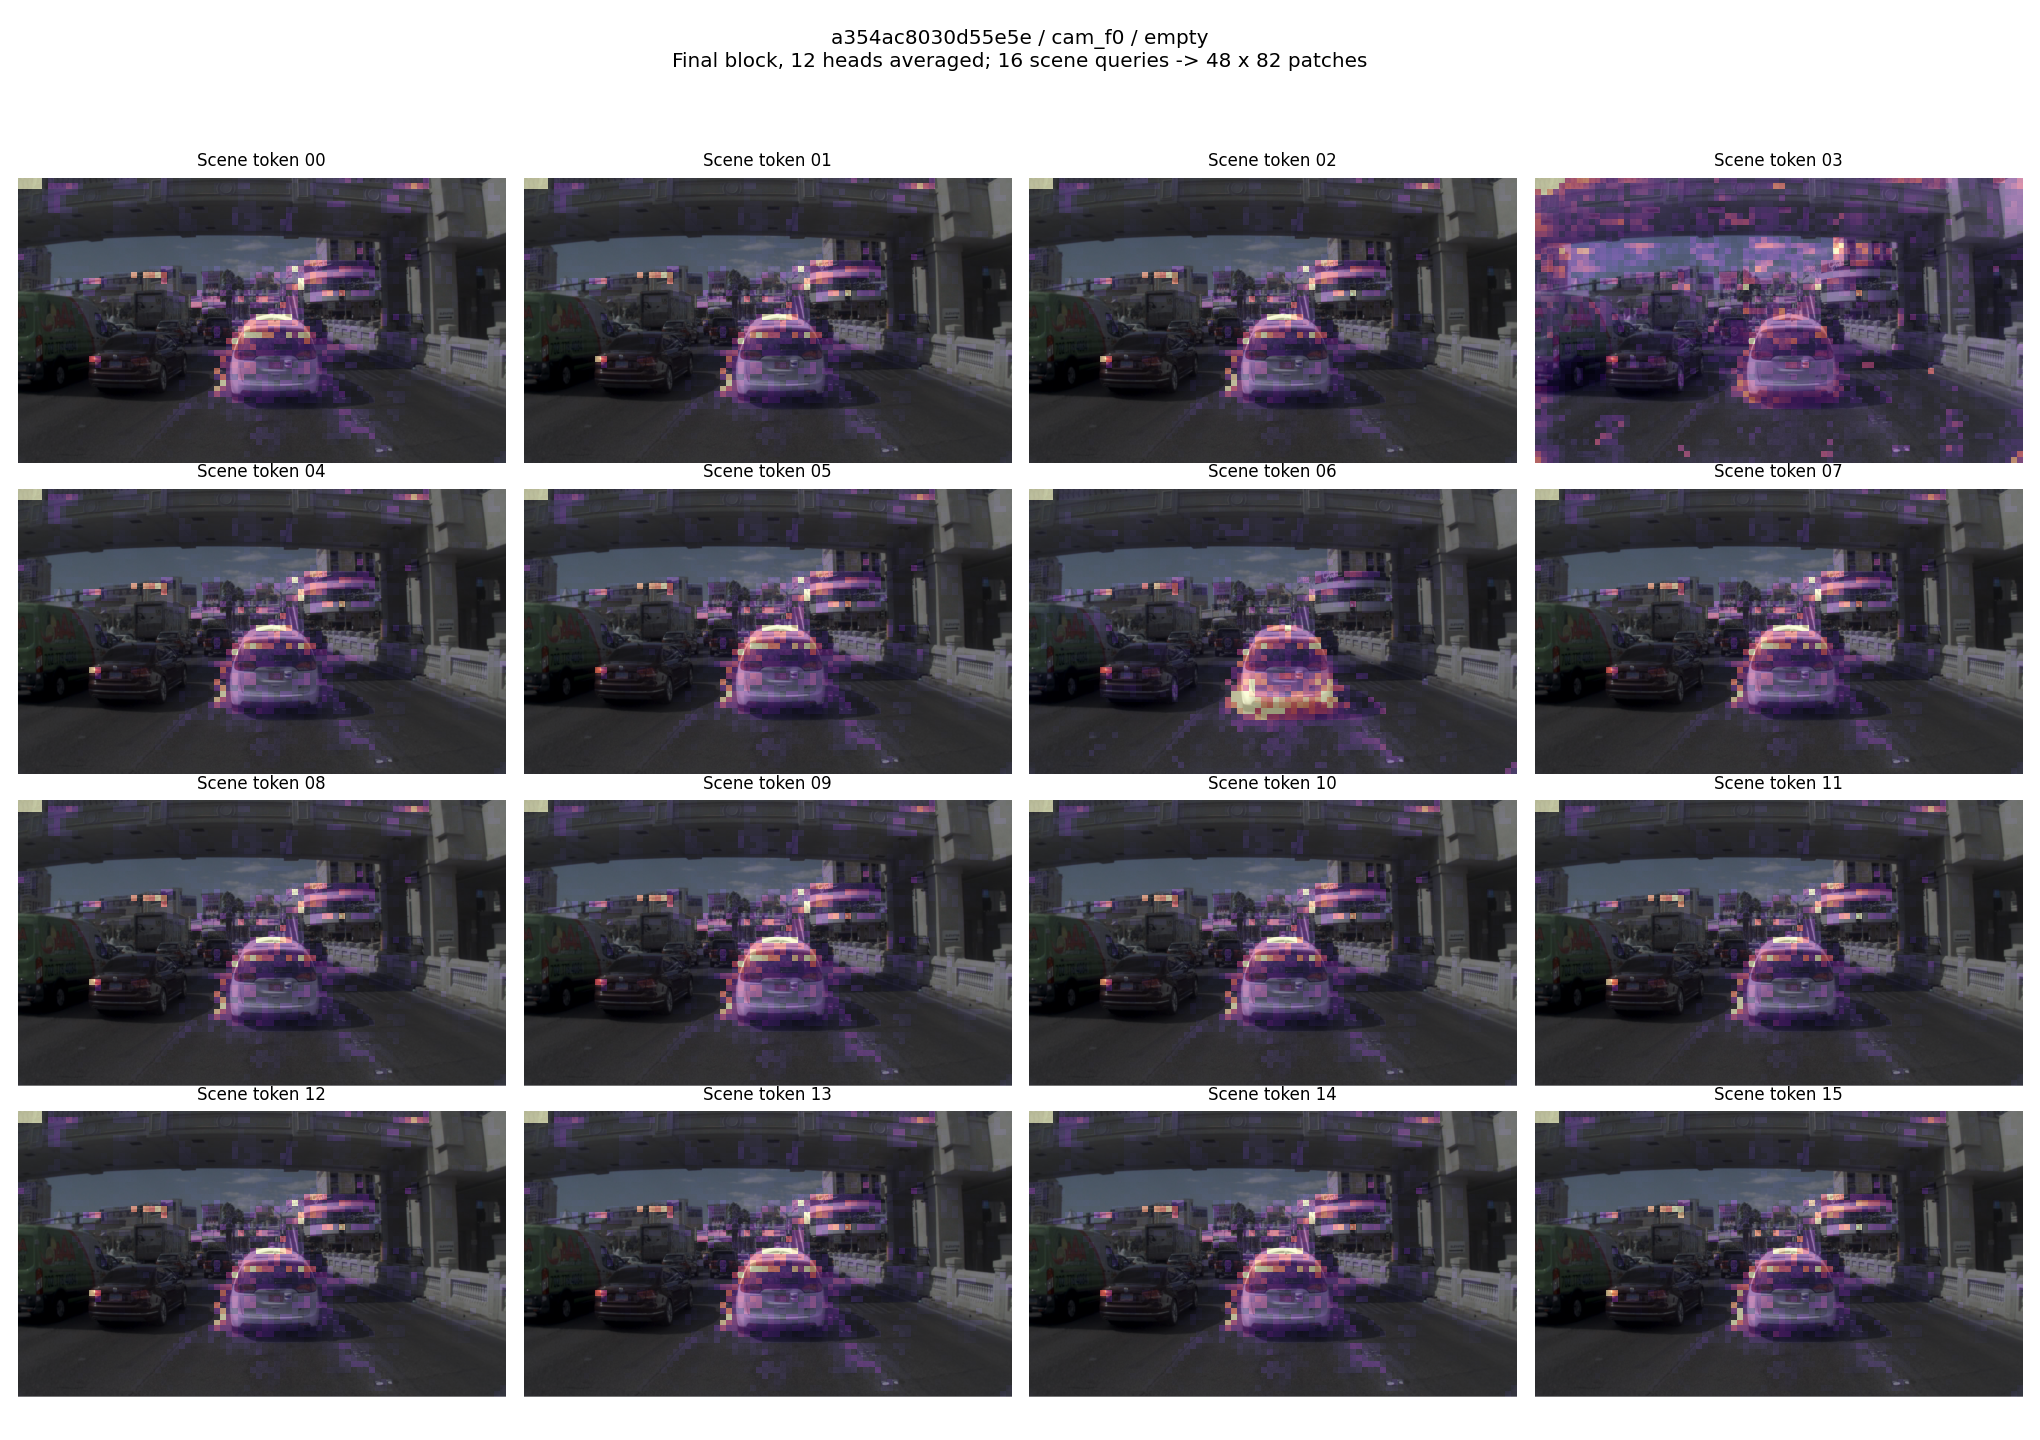 a354ac8030d55e5e / cam_f0 / empty
Final block, 12 heads averaged; 16 scene queries -> 48 x 82 patches
Scene token 00
Scene token 01
Scene token 02
Scene token 03
Scene token 04
Scene token 05
Scene token 06
Scene token 07
Scene token 08
Scene token 09
Scene token 10
Scene token 11
Scene token 12
Scene token 13
Scene token 14
Scene token 15